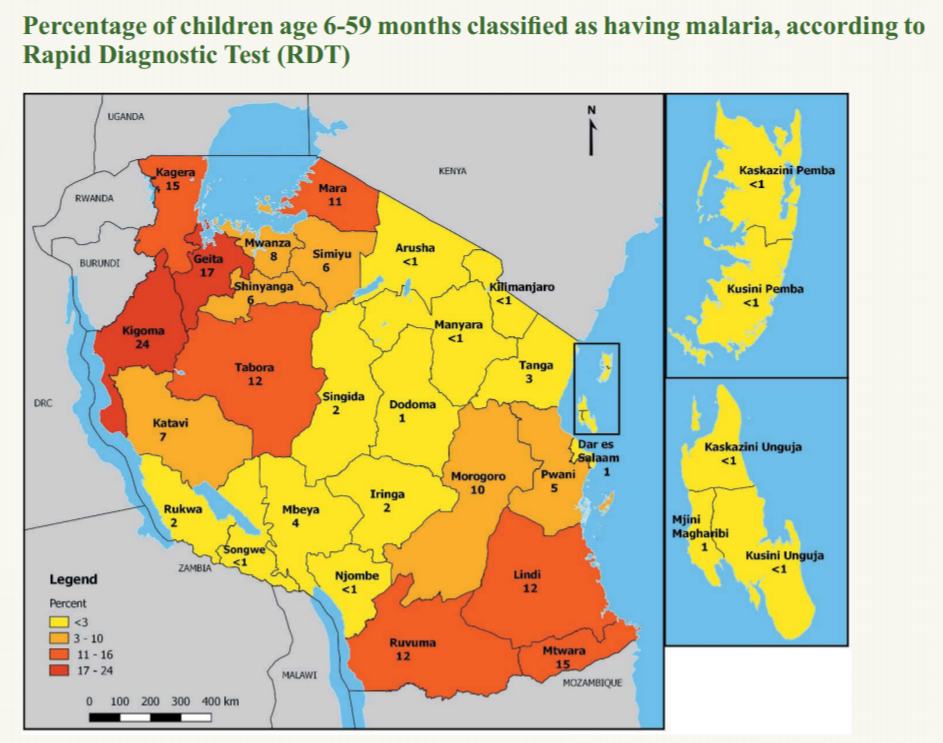 Percentage of children age 6-59 months classified as having malaria, according to
Rapid Diagnostic Test (RDT)
UGANDA
N
KENYA
RWANDA
BURUNDI
DRC
Kagera
15
Mara
11
Mwanza
8
Geita
17
Simiyu
6
Shinyanga
6
Arusha
<1
Kilimanjaro
<1
Kigoma
24
Tabora
12
Manyara
<1
Tanga
3
Singida
2
Dodoma
1
Katavi
7
Dar es
Salaam
1
Morogoro
10
Pwani
5
Rukwa
2
Mbeya
4
Iringa
2
Songwe
<1
ZAMBIA
Njombe
<1
Lindi
12
Ruvuma
12
Mtwara
15
MALAWI
MOZAMBIQUE
Legend
Percent
<3
3 - 10
11 - 16
17 - 24
0 100 200 300 400 km
Kaskazini Pemba
<1
Kusini Pemba
<1
Kaskazini Unguja
<1
Mjini
Magharibi
1
Kusini Unguja
<1